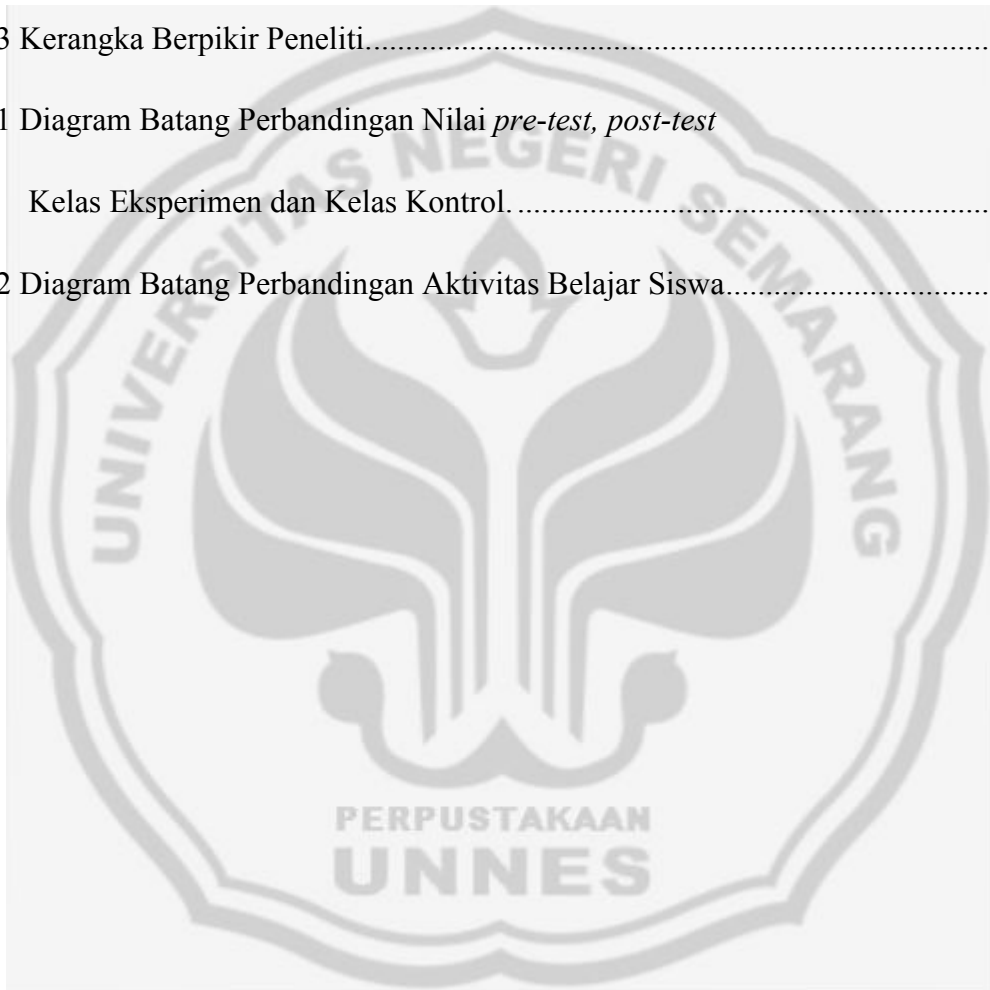 3 Kerangka Berpikir Peneliti................................................................................
1 Diagram Batang Perbandingan Nilai pre-test, post-test
Kelas Eksperimen dan Kelas Kontrol. ..........................................................
2 Diagram Batang Perbandingan Aktivitas Belajar Siswa................................
UNIVERSITAS NEGERI SEMARANG
PERPUSTAKAAN
UNNES